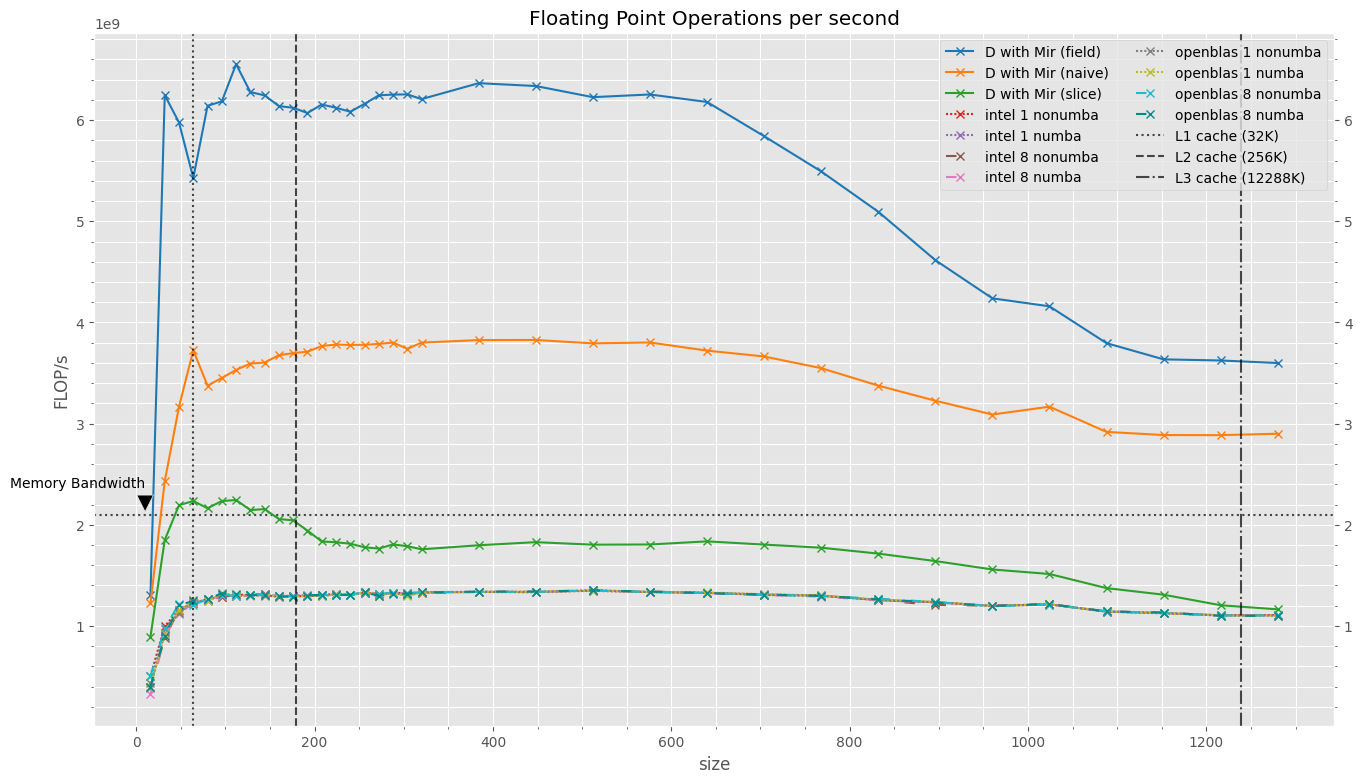 Floating Point Operations per second
1e9
D with Mir (field)
D with Mir (naive)
D with Mir (slice)
intel 1 nonumba
intel 1 numba
intel 8 nonumba
intel 8 numba
openblas 1 nonumba
openblas 1 numba
openblas 8 nonumba
openblas 8 numba
L1 cache (32K)
L2 cache (256K)
L3 cache (12288K)
6
5
4
3
2
1
FLOP/s
Memory Bandwidth
6
5
4
3
2
1
0 200 400 600 800 1000 1200
size